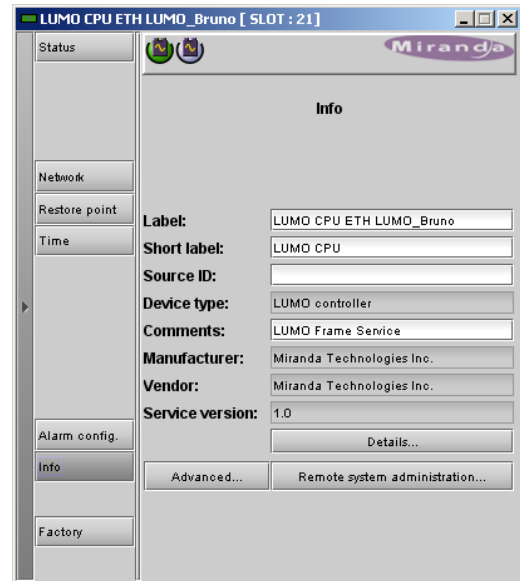 LUMO CPU ETH LUMO_Bruno [ SLOT : 21]
Status
Miranda
Info
Network
Restore point
Time
Label: LUMO CPU ETH LUMO_Bruno
Short label: LUMO CPU
Source ID:
Device type: LUMO controller
Comments: LUMO Frame Service
Manufacturer: Miranda Technologies Inc.
Vendor: Miranda Technologies Inc.
Service version: 1.0
Alarm config.
Details...
Info
Advanced... Remote system administration...
Factory